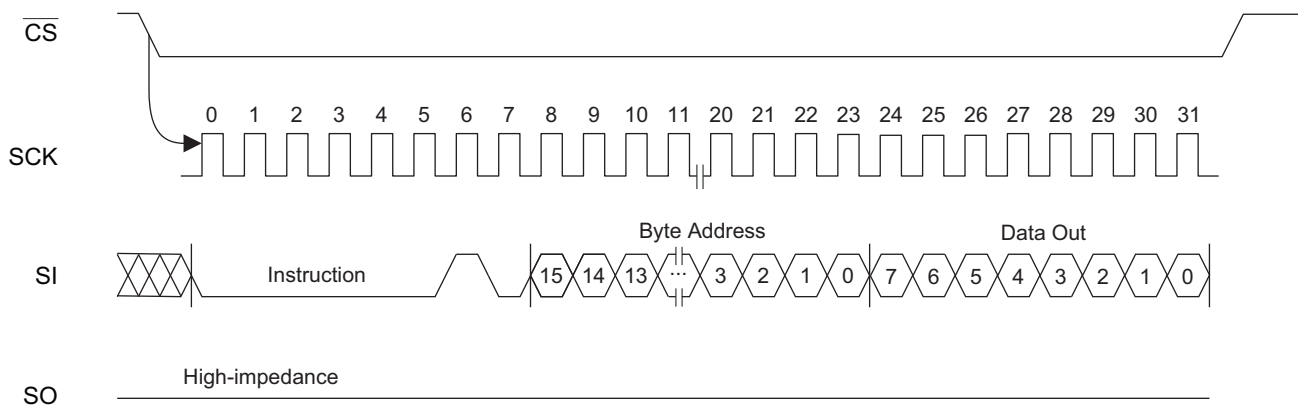 CS
0 1 2 3 4 5 6 7 8 9 10 11 20 21 22 23 24 25 26 27 28 29 30 31
SCK
Byte Address Data Out
SI Instruction 15 14 13 ... 3 2 1 0 7 6 5 4 3 2 1 0
High-impedance
SO